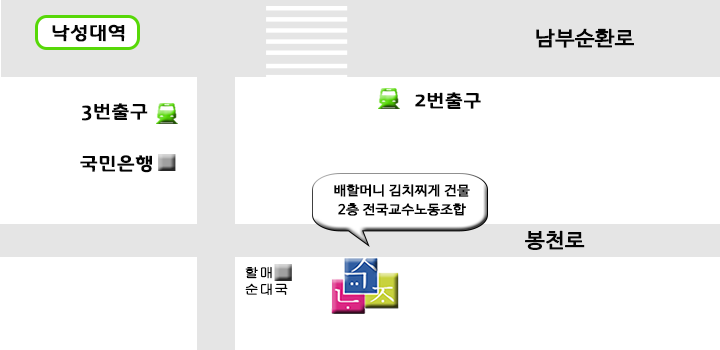 낙성대역
남부순환로
3번출구
2번출구
국민은행
배할머니 김치찌게 건물
2층 전국교수노동조합
봉천로
할매
순대국
ㅅ
ㄴ ㅈ